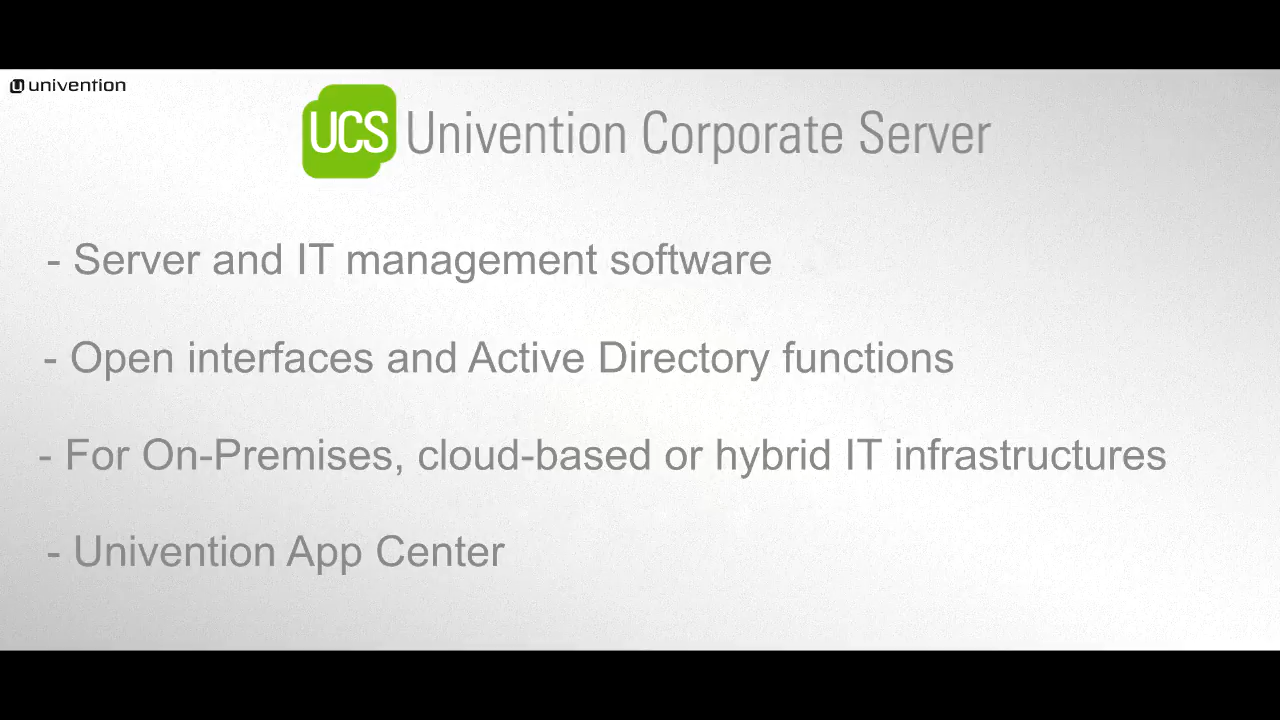 univention
UCS Univention Corporate Server
- Server and IT management software
- Open interfaces and Active Directory functions
- For On-Premises, cloud-based or hybrid IT infrastructures
- Univention App Center